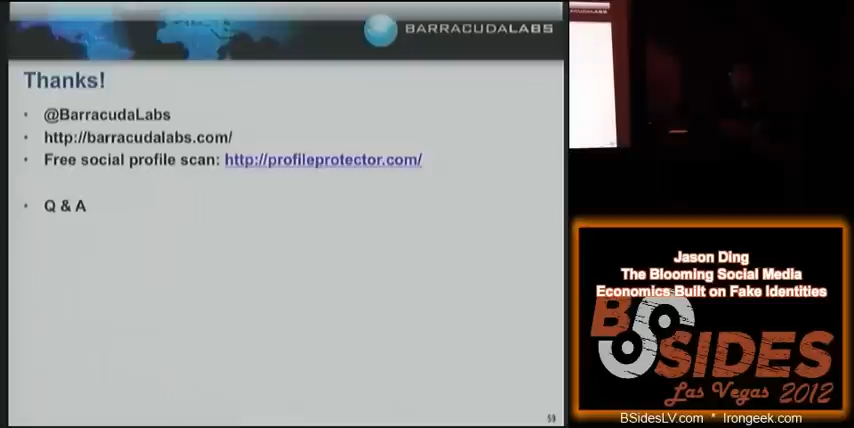 BARRACUDALABS
Thanks!
@BarracudaLabs
http://barracudalabs.com/
Free social profile scan: http://profileprotector.com/
Q & A
59
Jason Ding
The Blooming Social Media
Economics Built on Fake Identities
BSIDES
Las Vegas 2012
BSidesLV.com * Irongeek.com